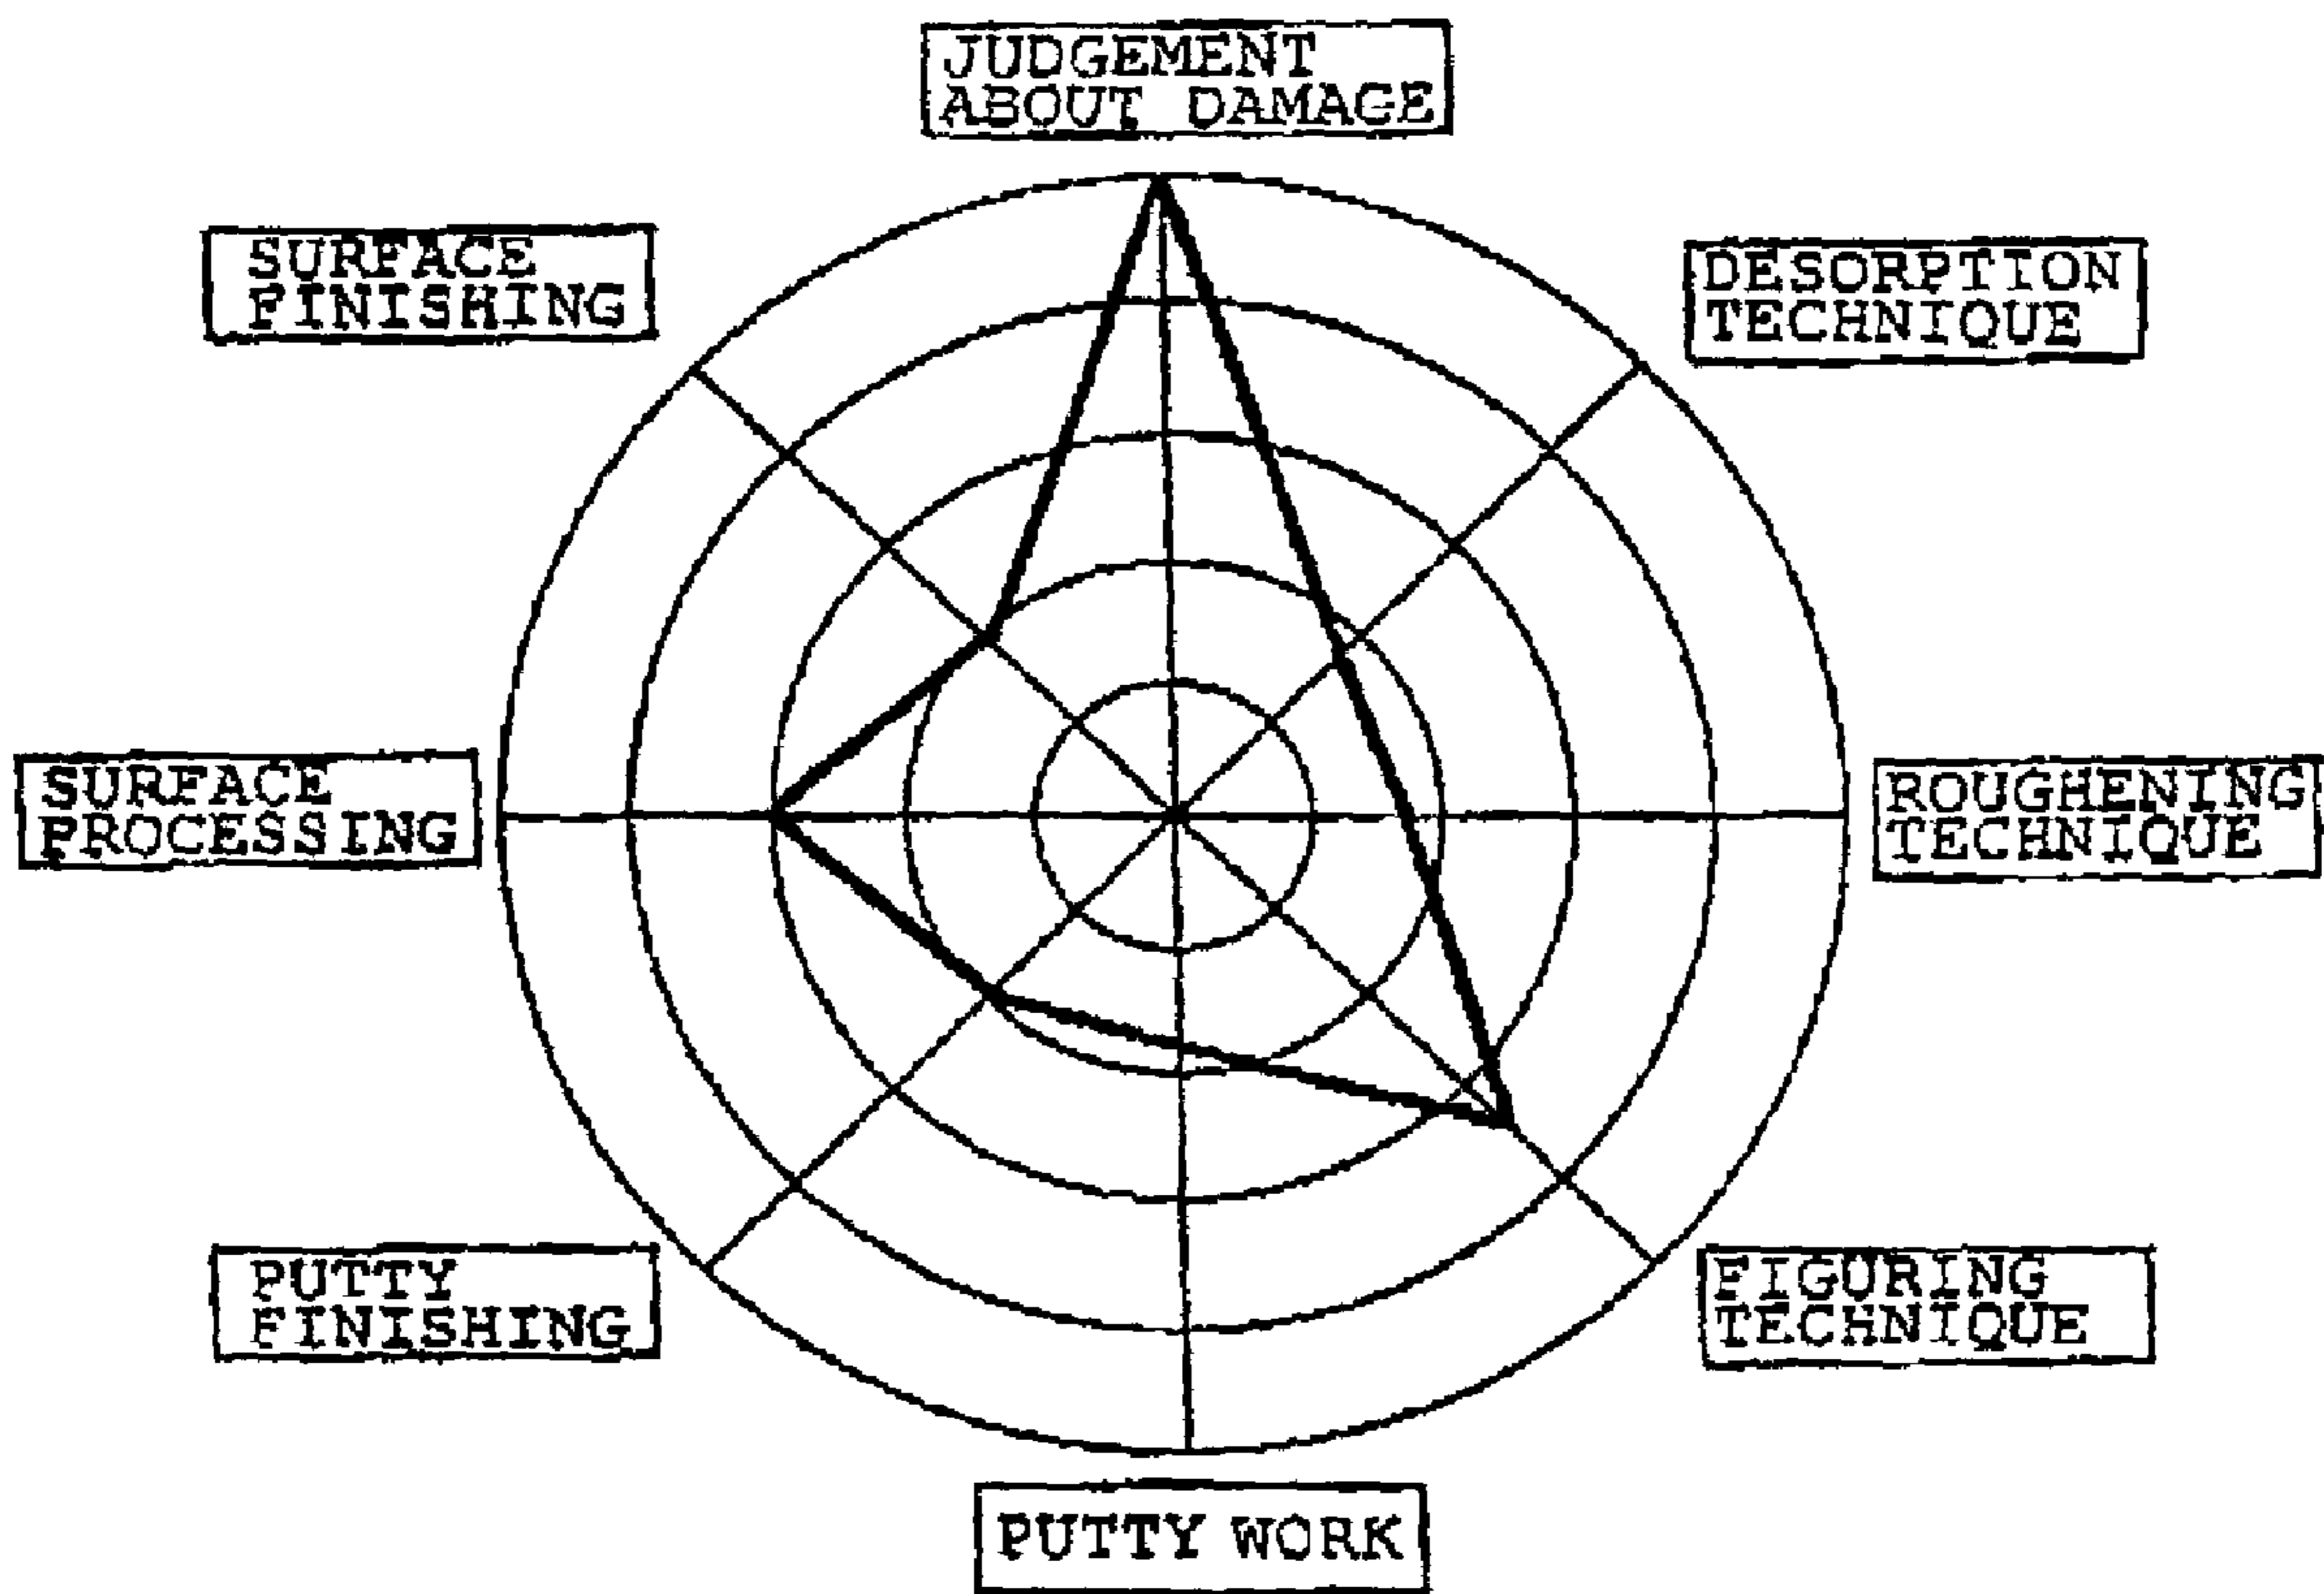 JUDGEMENT
ABOUT DAMAGE
SURFACE
FINISHING
DESORPTION
TECHNIQUE
SURFACE
PROCESSING
ROUGHENING
TECHNIQUE
PUTTY
FINISHING
FIGURING
TECHNIQUE
PUTTY WORK